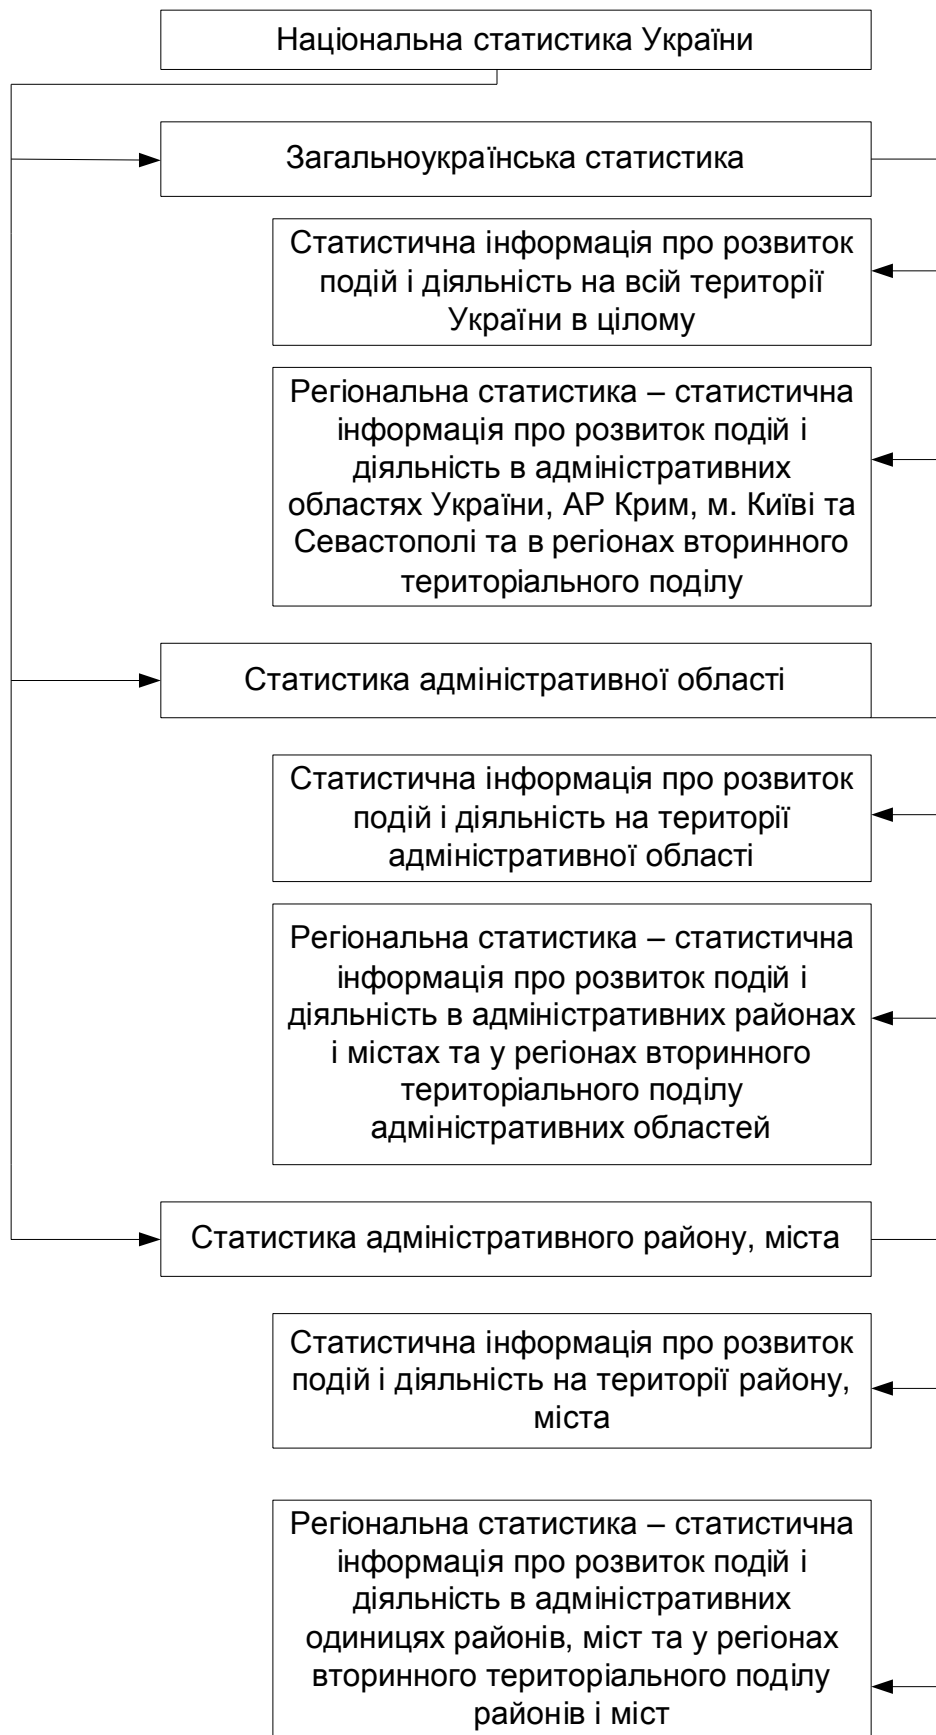 Національна статистика України
Загальноукраїнська статистика
Статистична інформація про розвиток
подій і діяльність на всій території
України в цілому
Регіональна статистика – статистична
інформація про розвиток подій і
діяльність в адміністративних
областях України, АР Крим, м. Київі та
Севастополі та в регіонах вторинного
територіального поділу
Статистика адміністративної області
Статистична інформація про розвиток
подій і діяльність на території
адміністративної області
Регіональна статистика – статистична
інформація про розвиток подій і
діяльність в адміністративних районах
і містах та у регіонах вторинного
територіального поділу
адміністративних областей
Статистика адміністративного району, міста
Статистична інформація про розвиток
подій і діяльність на території району,
міста
Регіональна статистика – статистична
інформація про розвиток подій і
діяльність в адміністративних
одиницях районів, міст та у регіонах
вторинного територіального поділу
районів і міст